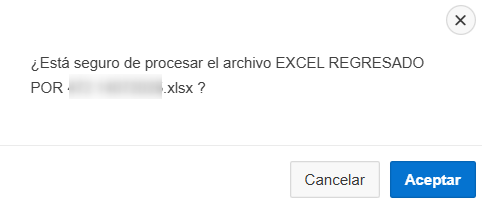 ¿Está seguro de procesar el archivo EXCEL REGRESADO
POR .xlsx ?
Cancelar Aceptar